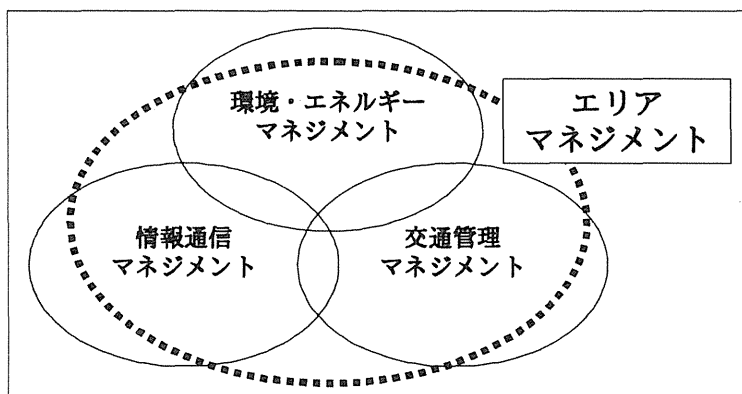 環境・エネルギー
マネジメント
エリア
マネジメント
情報通信
マネジメント
交通管理
マネジメント